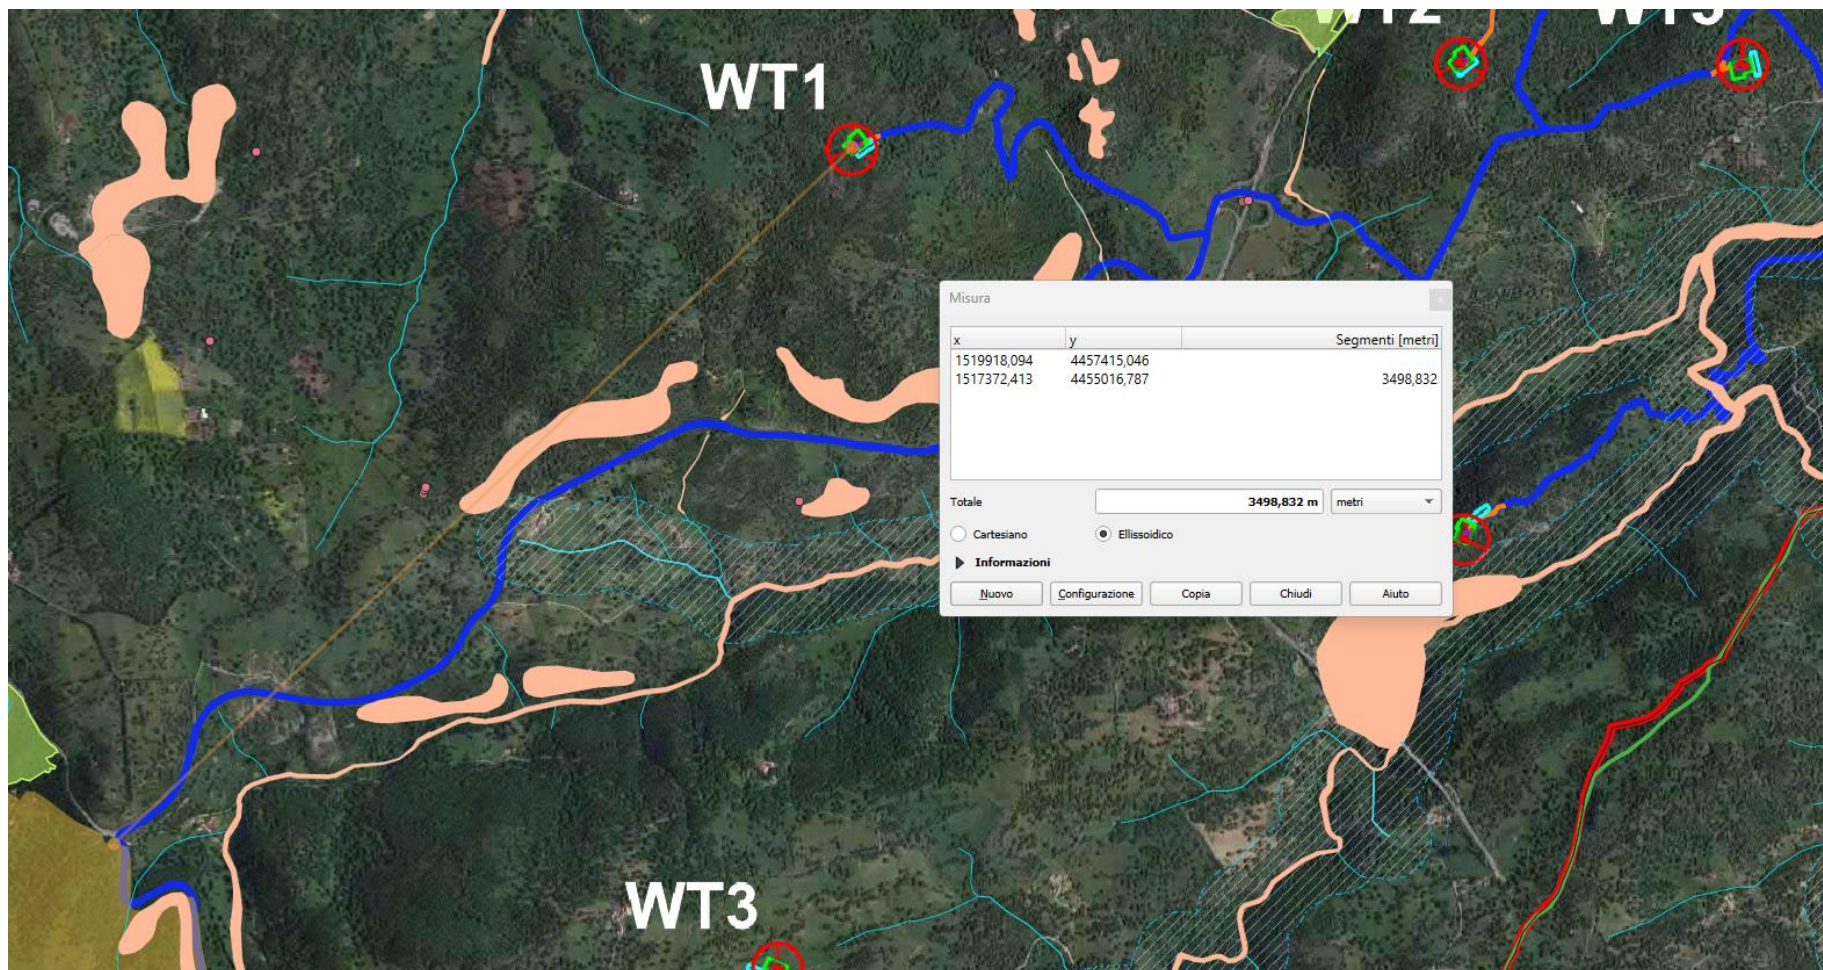 WT1
Misura
x y Segmenti [metri]
1519918,094 4457415,046
1517372,413 4455016,787 3498,832
Totale 3498,832 m metri
Cartesiano Ellissoidico
Informazioni
Nuovo Configurazione Copia Chiudi Aiuto
WT3